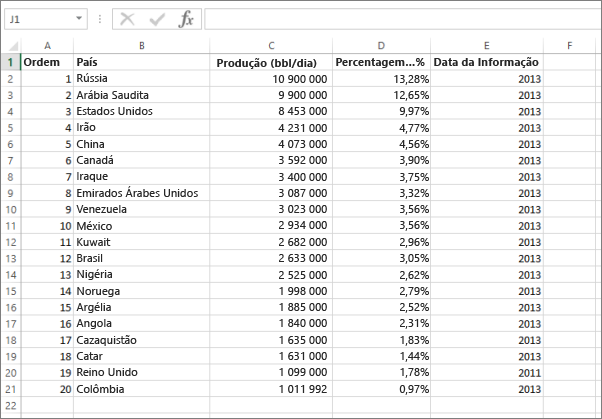 J1 fx
A B C D E F
1 Ordem País Produção (bbl/dia) Percentagem...% Data da Informação
2 1 Rússia 10 900 000 13,28% 2013
3 2 Arábia Saudita 9 900 000 12,65% 2013
4 3 Estados Unidos 8 453 000 9,97% 2013
5 4 Irão 4 231 000 4,77% 2013
6 5 China 4 073 000 4,56% 2013
7 6 Canadá 3 592 000 3,90% 2013
8 7 Iraque 3 400 000 3,75% 2013
9 8 Emirados Árabes Unidos 3 087 000 3,32% 2013
10 9 Venezuela 3 023 000 3,56% 2013
11 10 México 2 934 000 3,56% 2013
12 11 Kuwait 2 682 000 2,96% 2013
13 12 Brasil 2 633 000 3,05% 2013
14 13 Nigéria 2 525 000 2,62% 2013
15 14 Noruega 1 998 000 2,79% 2013
16 15 Argélia 1 885 000 2,52% 2013
17 16 Angola 1 840 000 2,31% 2013
18 17 Cazaquistão 1 635 000 1,83% 2013
19 18 Catar 1 631 000 1,44% 2013
20 19 Reino Unido 1 099 000 1,78% 2011
21 20 Colômbia 1 011 992 0,97% 2013
22